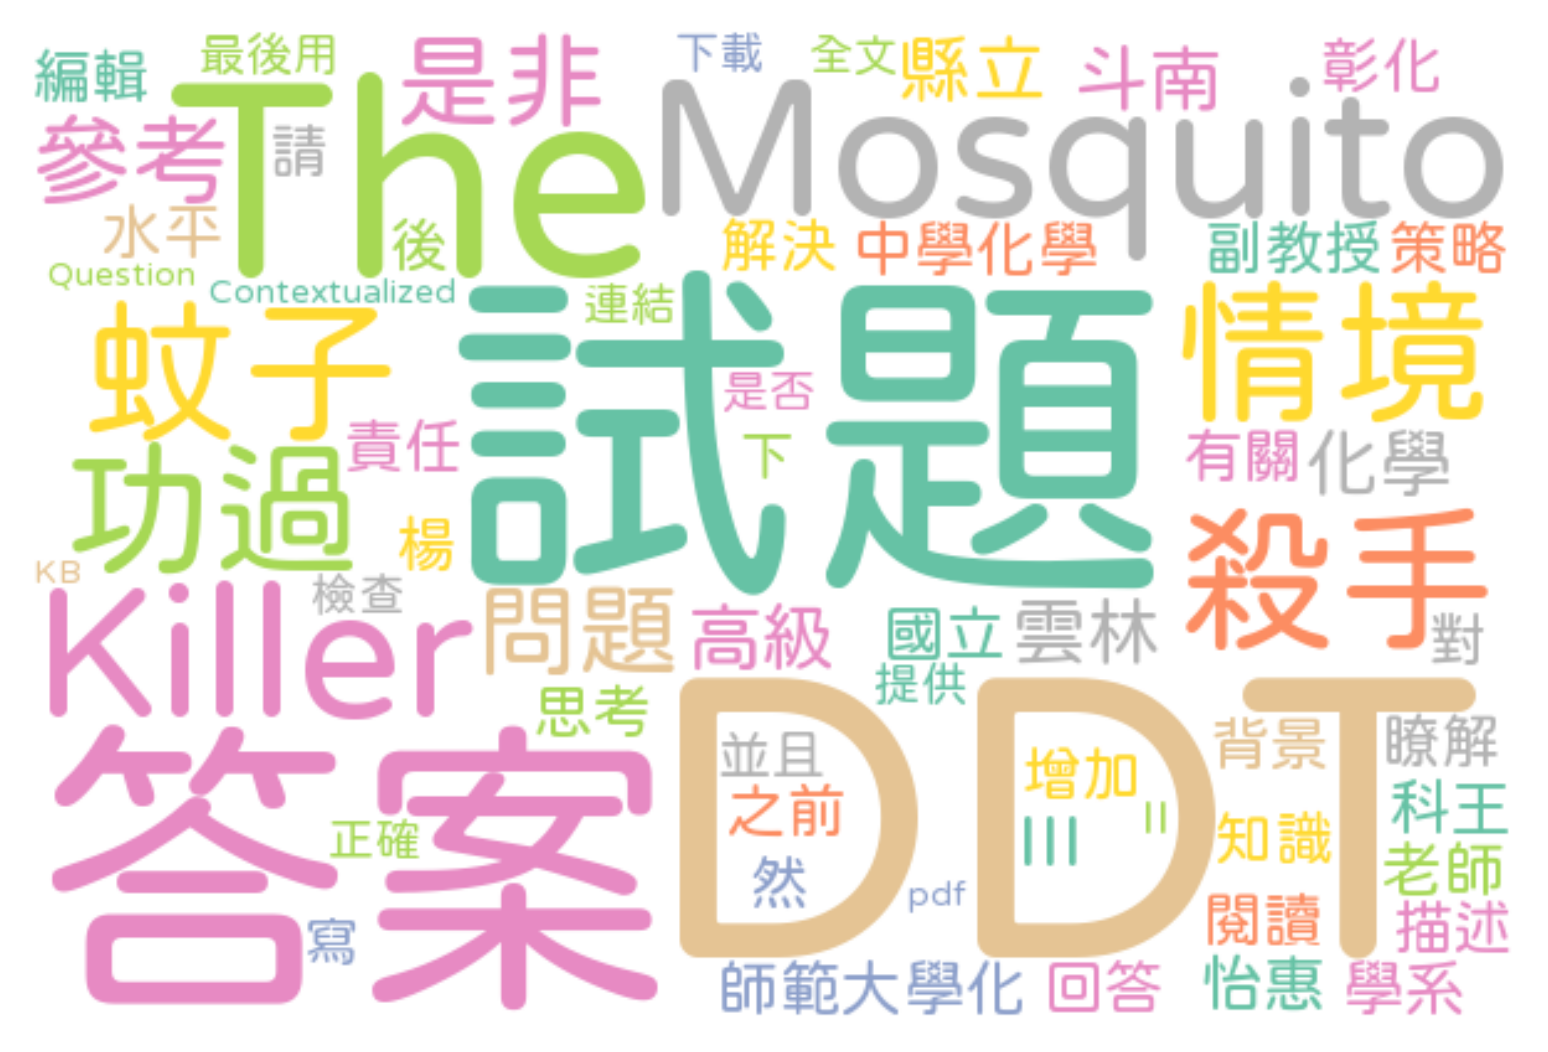 編輯
最後用
是非
下載
全文
縣立
斗南
彰化
參考
請
The
Mosquito
水平
後
解決
中學化學
副教授
策略
Question
Contextualized
連結
蚊子
試題
情境
是否
下
責任
有關
化學
功過
楊
殺手
KB
檢查
Killer
問題
高級
國立
雲林
對
提供
思考
DDT
答案
並且
增加
背景
瞭解
之前
III
II
知識
科王
正確
然
pdf
老師
閱讀
描述
寫
師範大學化
回答
怡惠
學系